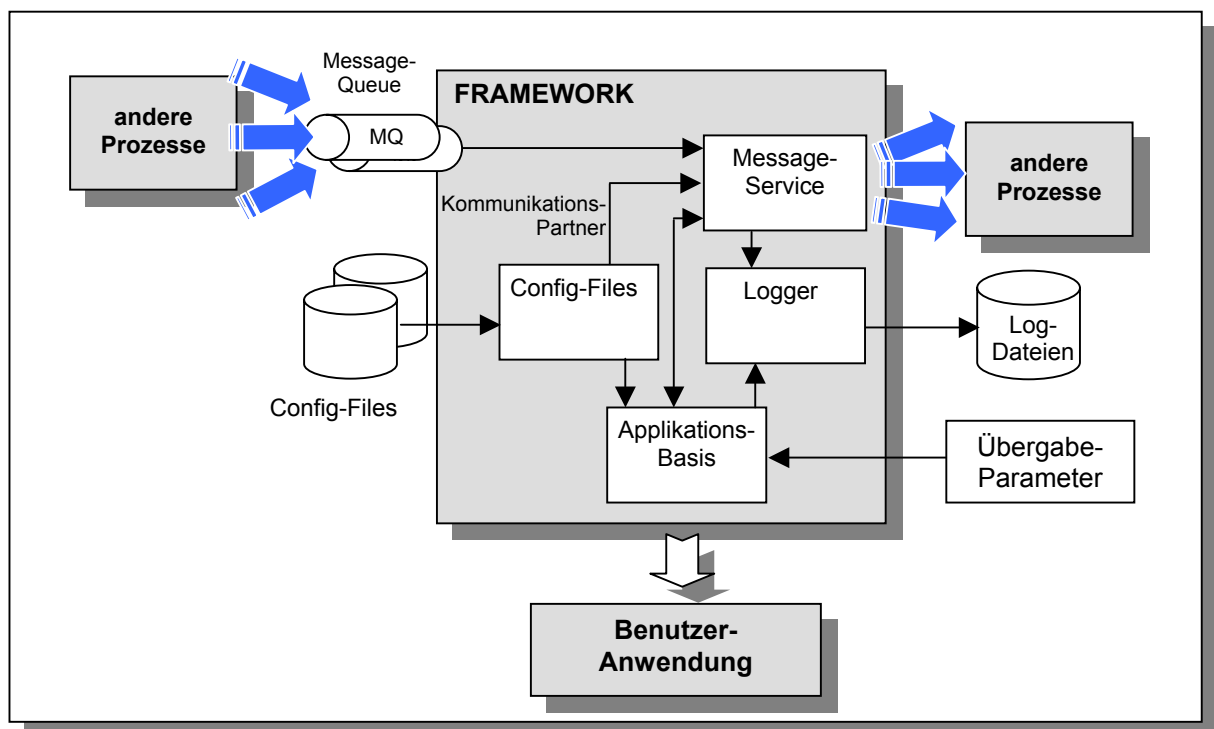 Message-
Queue
FRAMEWORK
andere
Prozesse
MQ
Message-
Service
andere
Prozesse
Kommunikations-
Partner
Config-Files
Logger
Log-
Dateien
Config-Files
Applikations-
Basis
Übergabe-
Parameter
Benutzer-
Anwendung